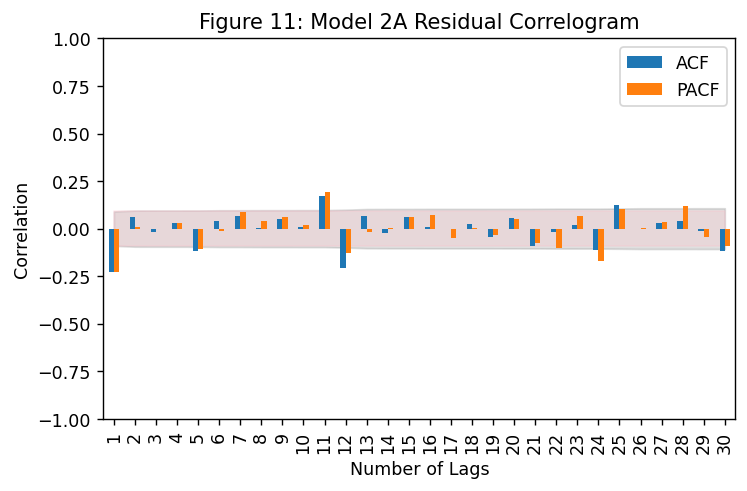 Figure 11: Model 2A Residual Correlogram
1.00
0.75
0.50
0.25
0.00
−0.25
−0.50
−0.75
−1.00
Correlation
ACF
PACF
1 2 3 4 5 6 7 8 9 10 11 12 13 14 15 16 17 18 19 20 21 22 23 24 25 26 27 28 29 30
Number of Lags